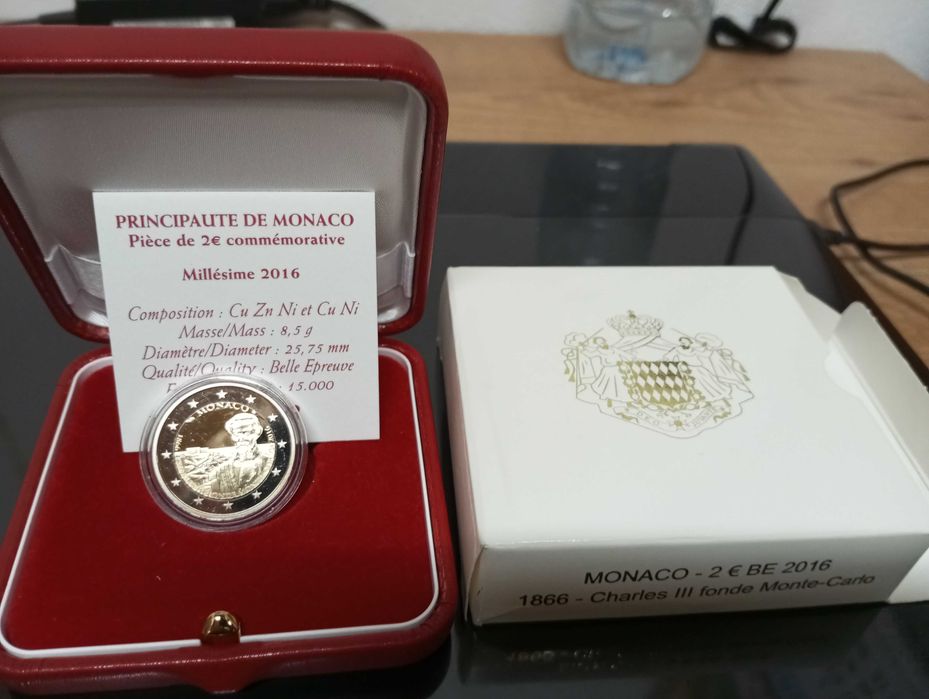 PRINCIPAUTE DE MONACO
Pièce de 2€ commémorative
Millésime 2016
Composition : Cu Zn Ni et Cu Ni
Masse/Mass : 8,5 g
Diamètre/Diameter : 25,75 mm
Qualité/Quality : Belle Epreuve
: 15.000
MONACO
MONACO - 2 € BE 2016
1866 - Charles III fonde Monte-Carlo